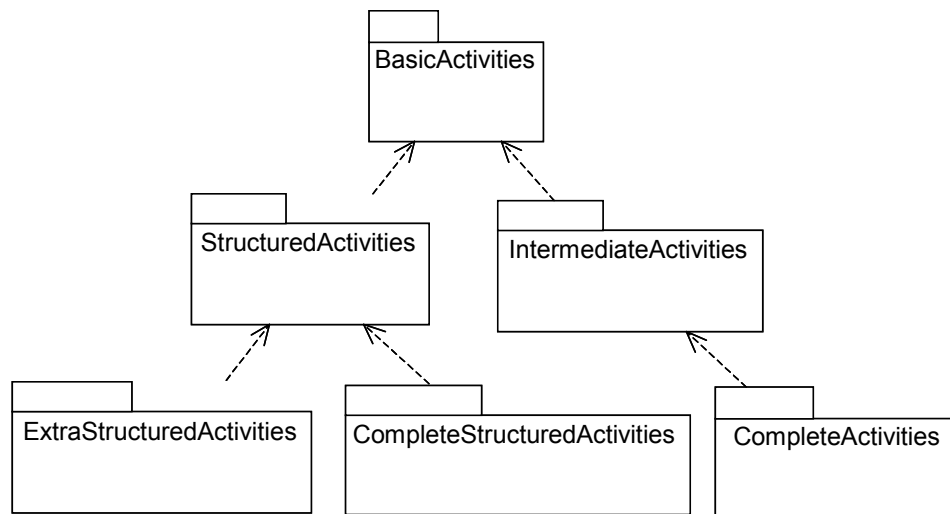 BasicActivities
StructuredActivities
IntermediateActivities
ExtraStructuredActivities
CompleteStructuredActivities
CompleteActivities